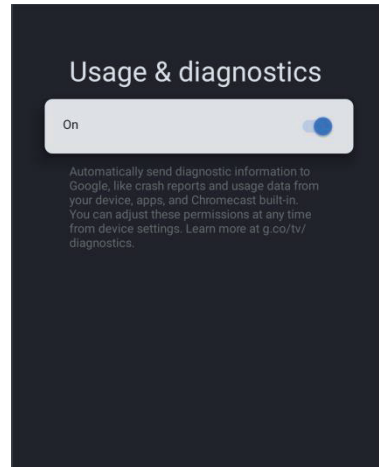 Usage & diagnostics
On
Automatically send diagnostic information to
Google, like crash reports and usage data from
your device, apps, and Chromecast built-in.
You can adjust these permissions at any time
from device settings. Learn more at g.co/tv/
diagnostics.